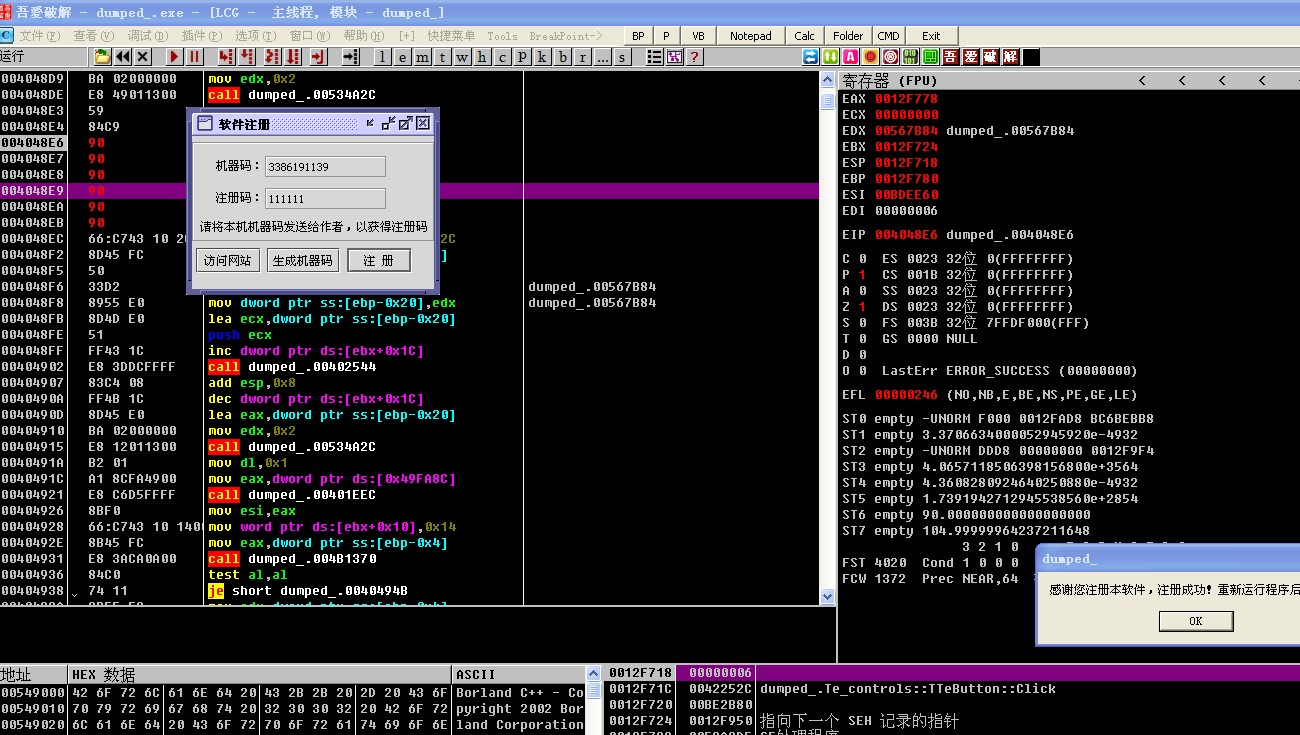 吾爱破解 - dumped_.exe - [LCG - 主线程, 模块 - dumped_]
文件(F) 查看(V) 调试(D) 插件(P) 选项(T) 窗口(W) 帮助(H) [+] 快捷菜单 Tools BreakPoint-> BP P VB Notepad Calc Folder CMD Exit
运行 l e m t w h c p k b r ... s ? A 吾 爱 破 解
004048D9 BA 02000000 mov edx,0x2
004048DE E8 49011300 call dumped_.00534A2C
004048E3 59
004048E4 84C9
004048E6 90
004048E7 90
004048E8 90
004048E9 90
004048EA 90
004048EB 90
004048EC 66:C743 10 2
004048F2 8D45 FC
004048F5 50
004048F6 33D2 dumped_.00567B84
004048F8 8955 E0 mov dword ptr ss:[ebp-0x20],edx dumped_.00567B84
004048FB 8D4D E0 lea ecx,dword ptr ss:[ebp-0x20]
004048FE 51 push ecx
004048FF FF43 1C inc dword ptr ds:[ebx+0x1C]
00404902 E8 3DDCFFFF call dumped_.00402544
00404907 83C4 08 add esp,0x8
0040490A FF4B 1C dec dword ptr ds:[ebx+0x1C]
0040490D 8D45 E0 lea eax,dword ptr ss:[ebp-0x20]
00404910 BA 02000000 mov edx,0x2
00404915 E8 12011300 call dumped_.00534A2C
0040491A B2 01 mov dl,0x1
0040491C A1 8CFA4900 mov eax,dword ptr ds:[0x49FA8C]
00404921 E8 C6D5FFFF call dumped_.00401EEC
00404926 8BF0 mov esi,eax
00404928 66:C743 10 140 mov word ptr ds:[ebx+0x10],0x14
0040492E 8B45 FC mov eax,dword ptr ss:[ebp-0x4]
00404931 E8 3ACA0A00 call dumped_.004B1370
00404936 84C0 test al,al
00404938 74 11 je short dumped_.0040494B
软件注册
机器码： 3386191139
注册码： 111111
请将本机机器码发送给作者，以获得注册码
访问网站 生成机器码 注 册
寄存器 (FPU) < < < <
EAX 0012F778
ECX 00000000
EDX 00567B84 dumped_.00567B84
EBX 0012F724
ESP 0012F718
EBP 0012F780
ESI 00BDEE60
EDI 00000006
EIP 004048E6 dumped_.004048E6
C 0 ES 0023 32位 0(FFFFFFFF)
P 1 CS 001B 32位 0(FFFFFFFF)
A 0 SS 0023 32位 0(FFFFFFFF)
Z 1 DS 0023 32位 0(FFFFFFFF)
S 0 FS 003B 32位 7FFDF000(FFF)
T 0 GS 0000 NULL
D 0
O 0 LastErr ERROR_SUCCESS (00000000)
EFL 00000246 (NO,NB,E,BE,NS,PE,GE,LE)
ST0 empty -UNORM F000 0012FAD8 BC6BEBB8
ST1 empty 3.3706634000052945920e-4932
ST2 empty -UNORM DDD8 00000000 0012F9F4
ST3 empty 4.0657118506398156800e+3564
ST4 empty 4.3608280924640250880e-4932
ST5 empty 1.7391942712945538560e+2854
ST6 empty 90.000000000000000000
ST7 empty 104.99999964237211648
3 2 1 0
FST 4020 Cond 1 0 0 0
FCW 1372 Prec NEAR,64
dumped_
感谢您注册本软件，注册成功! 重新运行程序后
OK
地址 HEX 数据 ASCII
00549000 42 6F 72 6C 61 6E 64 20 43 2B 2B 20 2D 20 43 6F Borland C++ - Co
00549010 70 79 72 69 67 68 74 20 32 30 30 32 20 42 6F 72 pyright 2002 Bor
00549020 6C 61 6E 64 20 43 6F 72 70 6F 72 61 74 69 6F 6E land Corporation
0012F718 00000006
0012F71C 0042252C dumped_.Te_controls::TTeButton::Click
0012F720 00BE2B80
0012F724 0012F950 指向下一个 SEH 记录的指针